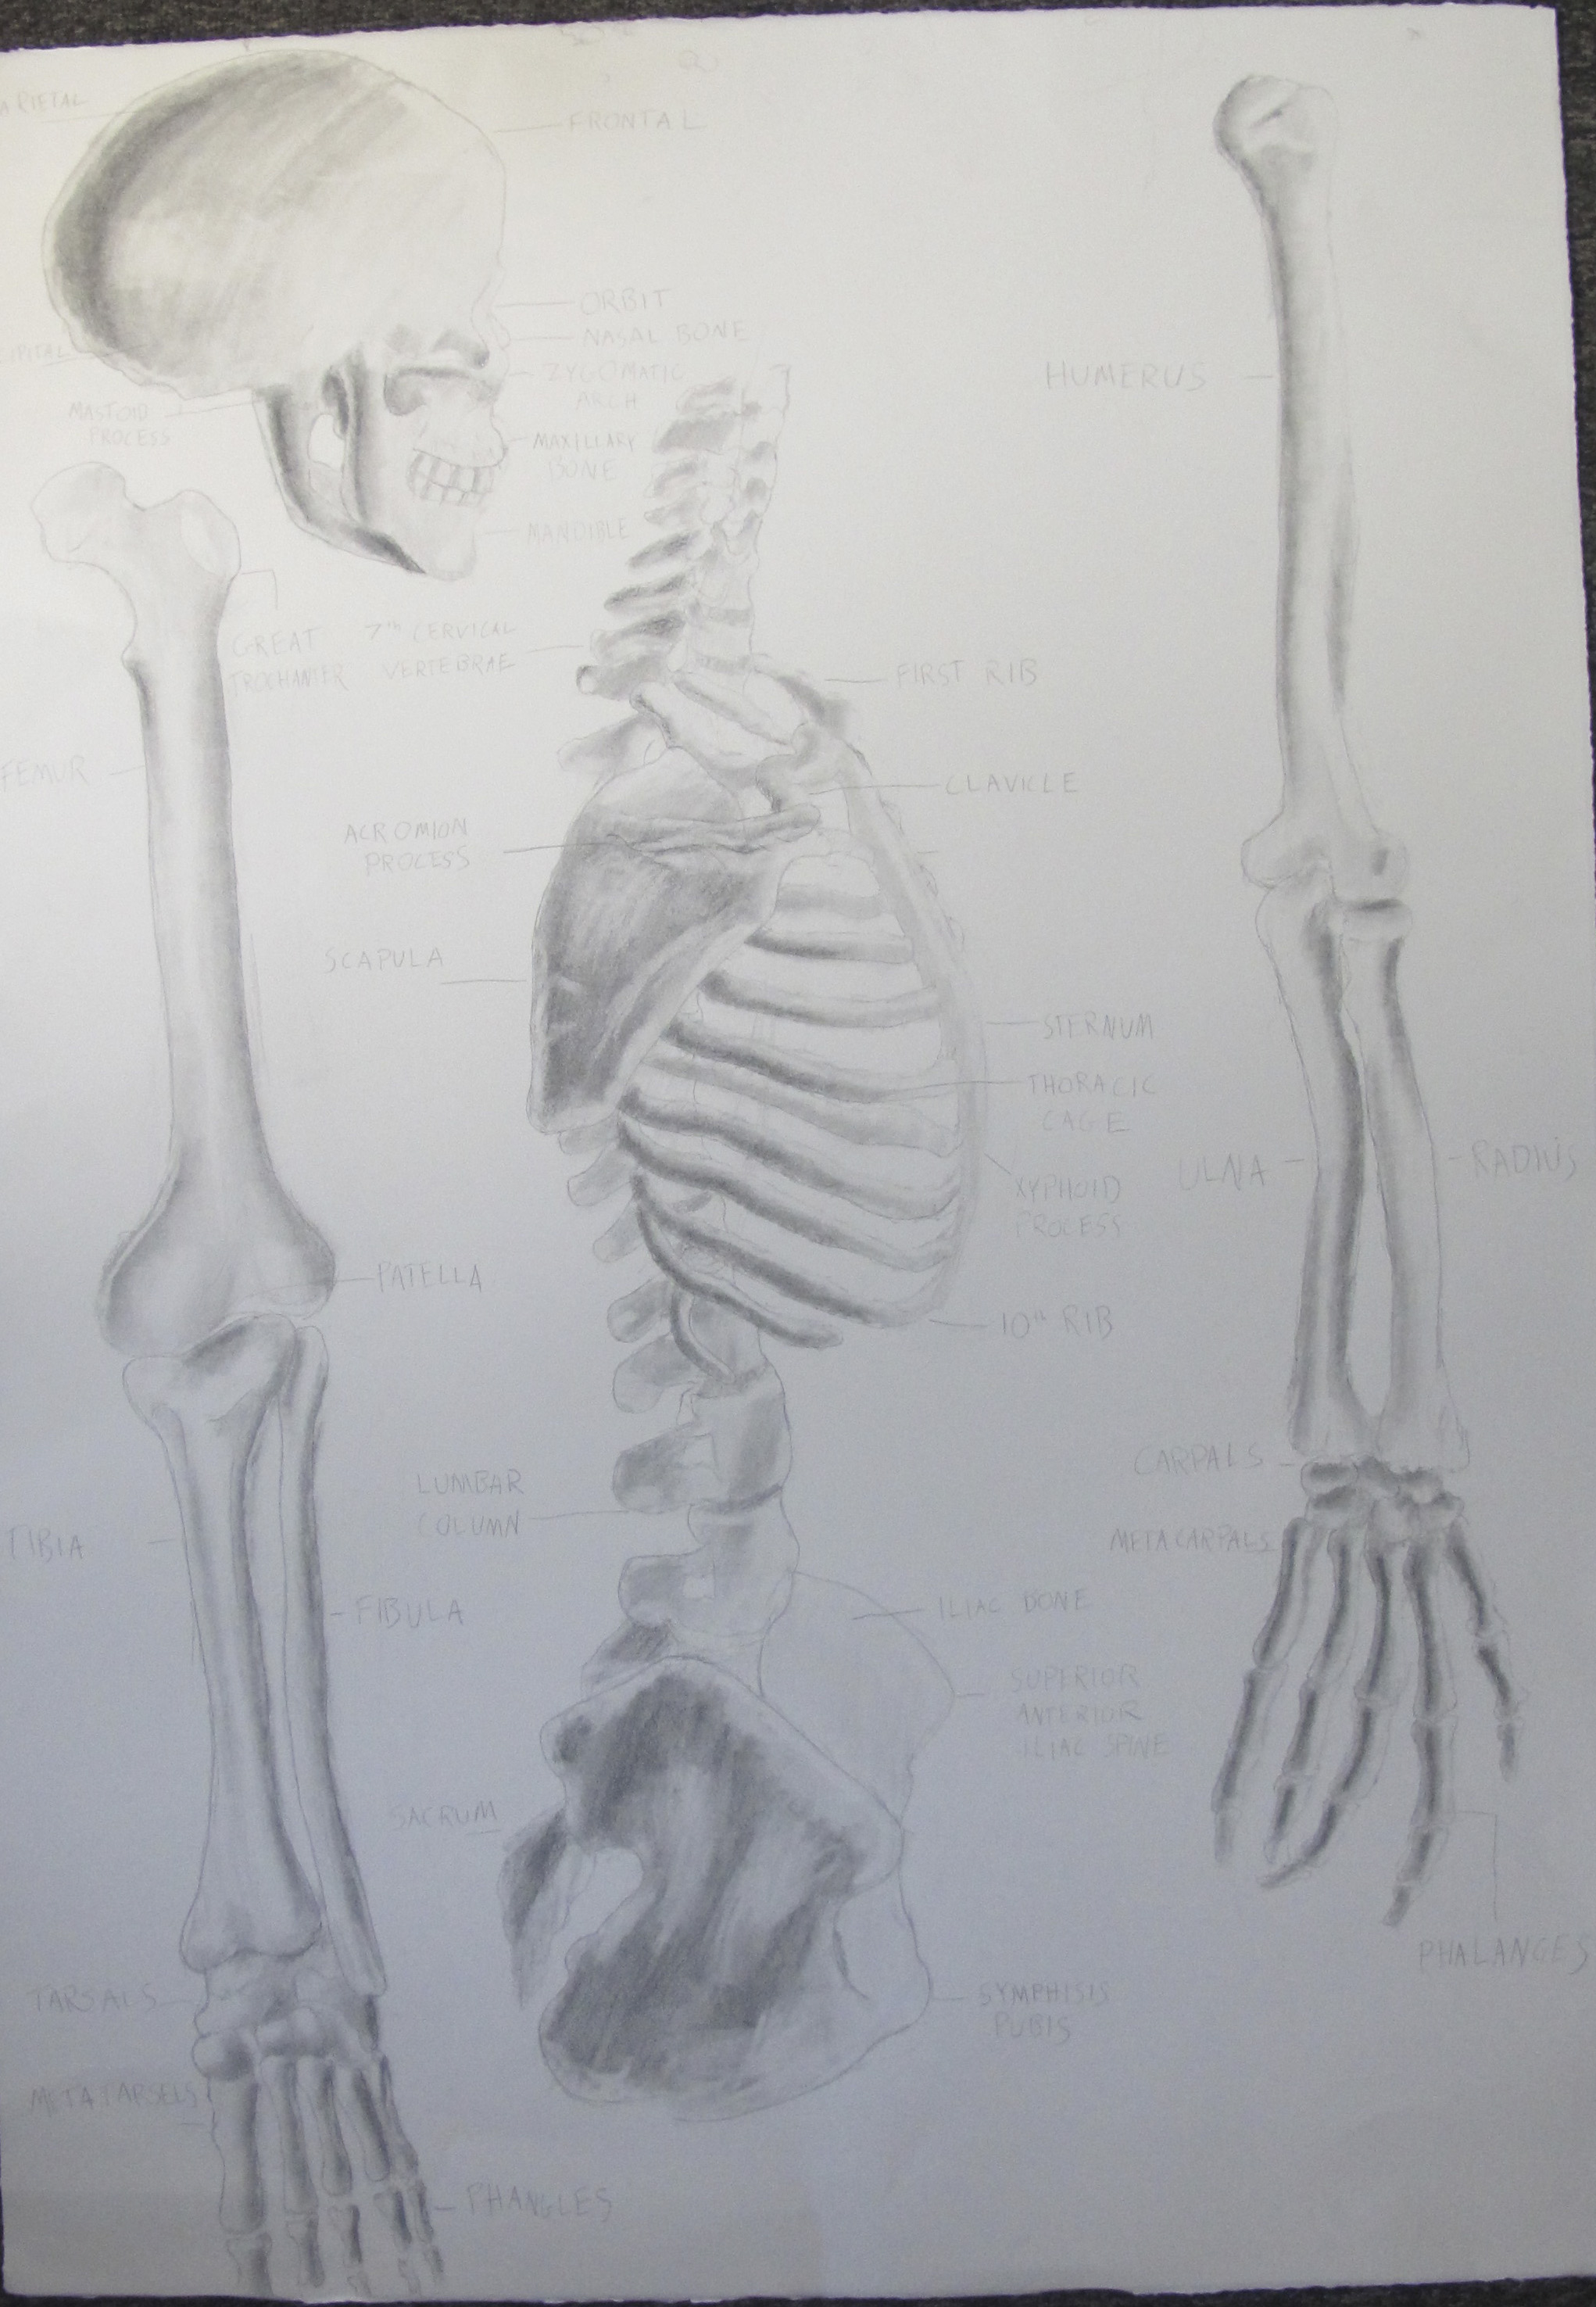 ARIETAL
FRONTAL
ORBIT
NASAL BONE
CIPITAL
ZYGOMATIC
ARCH
MASTOID
PROCESS
MAXILLARY
BONE
MANDIBLE
GREAT
TROCHANTER
7th CERVICAL
VERTEBRAE
FIRST RIB
HUMERUS
FEMUR
CLAVICLE
ACROMION
PROCESS
SCAPULA
STERNUM
THORACIC
CAGE
XYPHOID
PROCESS
ULNA
RADIUS
PATELLA
10th RIB
LUMBAR
COLUMN
CARPALS
METACARPALS
TIBIA
FIBULA
ILIAC BONE
SUPERIOR
ANTERIOR
ILIAC SPINE
SACRUM
PHALANGES
TARSALS
SYMPHISIS
PUBIS
METATARSELS
PHANGLES